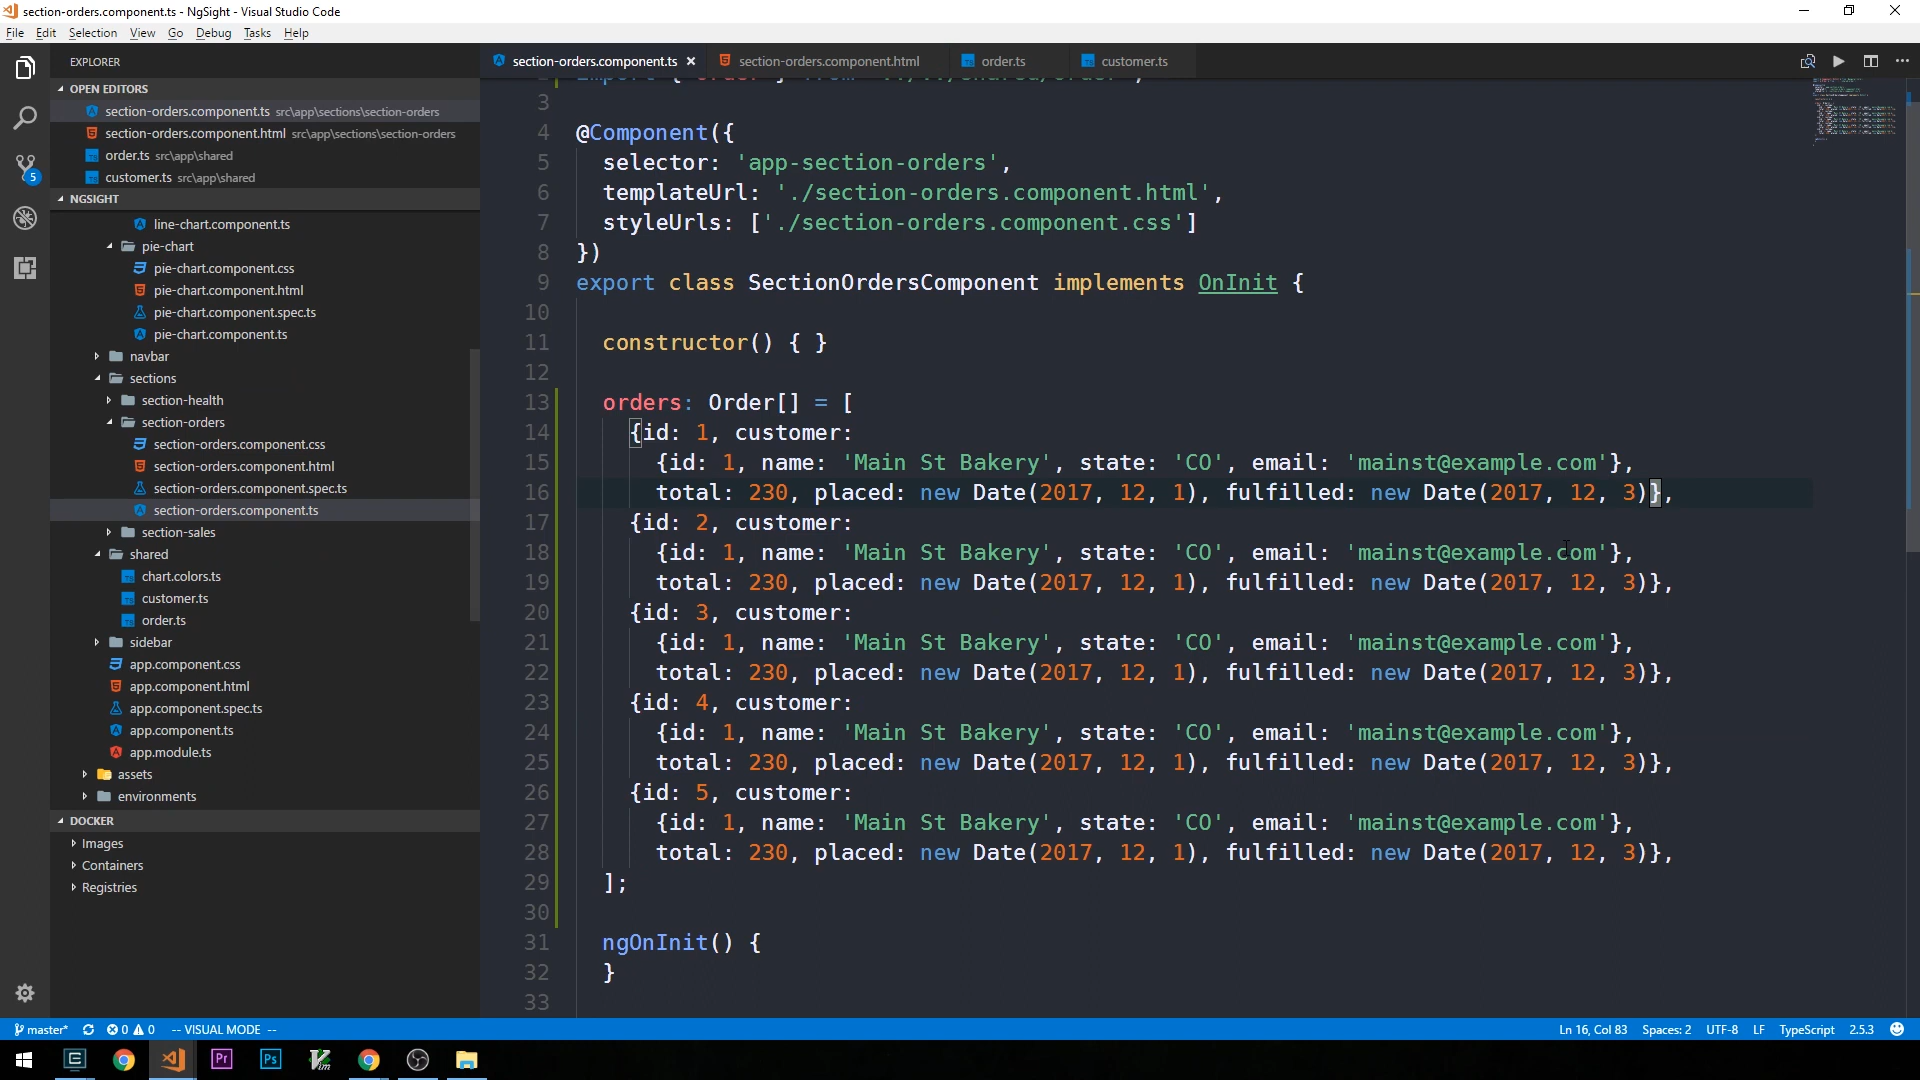 section-orders.component.ts - NgSight - Visual Studio Code
File Edit Selection View Go Debug Tasks Help
EXPLORER
OPEN EDITORS
section-orders.component.ts src\app\sections\section-orders
section-orders.component.html src\app\sections\section-orders
order.ts src\app\shared
customer.ts src\app\shared
5
NGSIGHT
line-chart.component.ts
pie-chart
pie-chart.component.css
pie-chart.component.html
pie-chart.component.spec.ts
pie-chart.component.ts
navbar
sections
section-health
section-orders
section-orders.component.css
section-orders.component.html
section-orders.component.spec.ts
section-orders.component.ts
section-sales
shared
chart.colors.ts
customer.ts
order.ts
sidebar
app.component.css
app.component.html
app.component.spec.ts
app.component.ts
app.module.ts
assets
environments
DOCKER
Images
Containers
Registries
section-orders.component.ts section-orders.component.html order.ts customer.ts
3
4 @Component({
5 selector: 'app-section-orders',
6 templateUrl: './section-orders.component.html',
7 styleUrls: ['./section-orders.component.css']
8 })
9 export class SectionOrdersComponent implements OnInit {
10
11 constructor() { }
12
13 orders: Order[] = [
14 {id: 1, customer:
15 {id: 1, name: 'Main St Bakery', state: 'CO', email: 'mainst@example.com'},
16 total: 230, placed: new Date(2017, 12, 1), fulfilled: new Date(2017, 12, 3)},
17 {id: 2, customer:
18 {id: 1, name: 'Main St Bakery', state: 'CO', email: 'mainst@example.com'},
19 total: 230, placed: new Date(2017, 12, 1), fulfilled: new Date(2017, 12, 3)},
20 {id: 3, customer:
21 {id: 1, name: 'Main St Bakery', state: 'CO', email: 'mainst@example.com'},
22 total: 230, placed: new Date(2017, 12, 1), fulfilled: new Date(2017, 12, 3)},
23 {id: 4, customer:
24 {id: 1, name: 'Main St Bakery', state: 'CO', email: 'mainst@example.com'},
25 total: 230, placed: new Date(2017, 12, 1), fulfilled: new Date(2017, 12, 3)},
26 {id: 5, customer:
27 {id: 1, name: 'Main St Bakery', state: 'CO', email: 'mainst@example.com'},
28 total: 230, placed: new Date(2017, 12, 1), fulfilled: new Date(2017, 12, 3)},
29 ];
30
31 ngOnInit() {
32 }
33
master* 0 0 -- VISUAL MODE -- Ln 16, Col 83 Spaces: 2 UTF-8 LF TypeScript 2.5.3
Pr Ps Vim